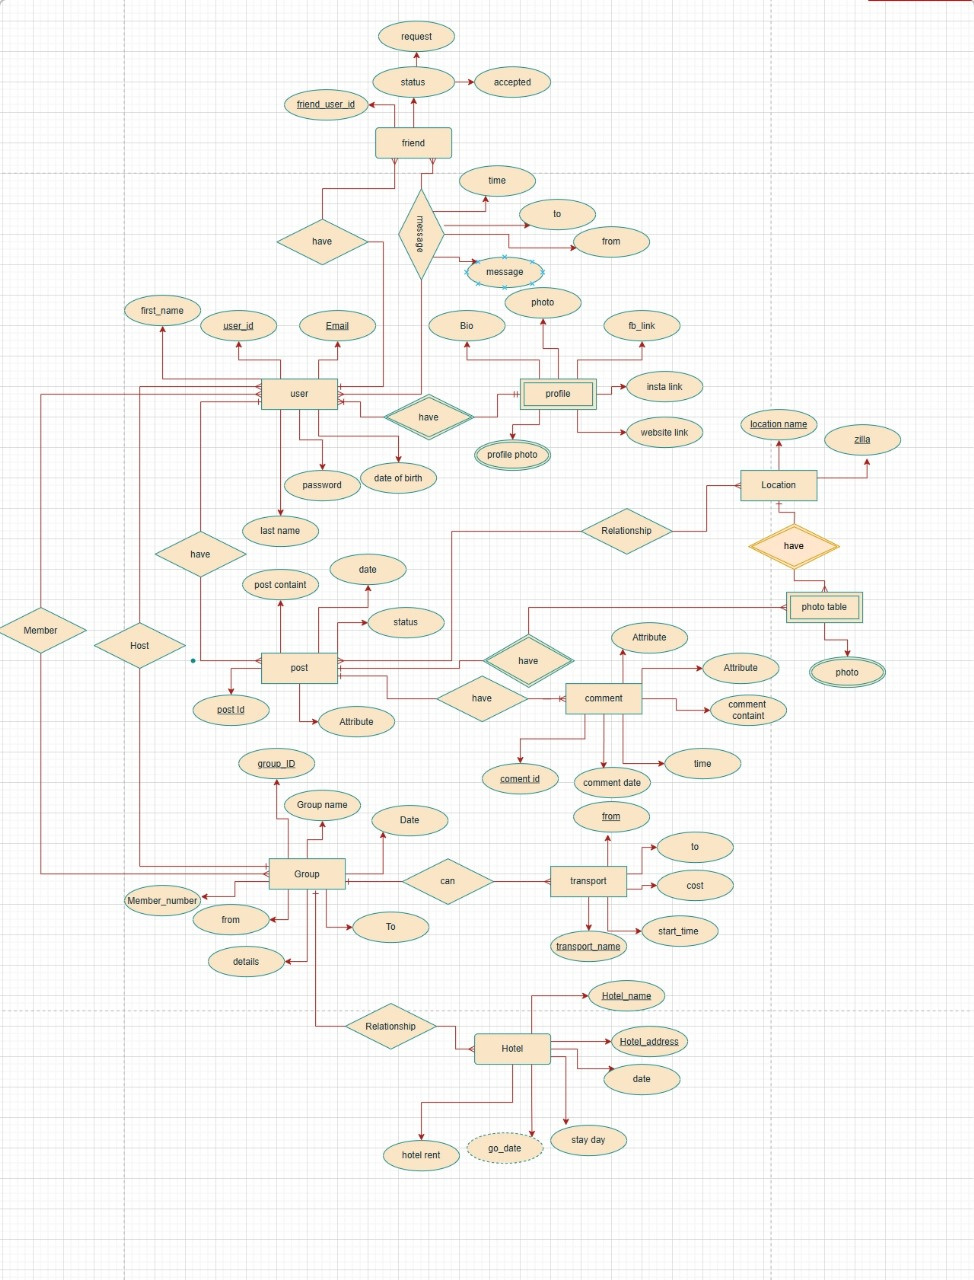 request
status
accepted
friend_user_id
friend
time
to
from
message
have
message
photo
first_name
user_id
Email
Bio
fb_link
user
profile
insta link
have
website link
profile photo
password
date of birth
last name
location name
zilla
Location
Relationship
have
have
date
post containt
status
photo table
photo
Member
Host
post
have
Attribute
Attribute
have
comment
comment
containt
post Id
Attribute
coment id
comment date
time
group_ID
Group name
Date
from
to
Group
can
transport
cost
Member_number
from
To
start_time
transport_name
details
Hotel_name
Relationship
Hotel
Hotel_address
date
hotel rent
go_date
stay day